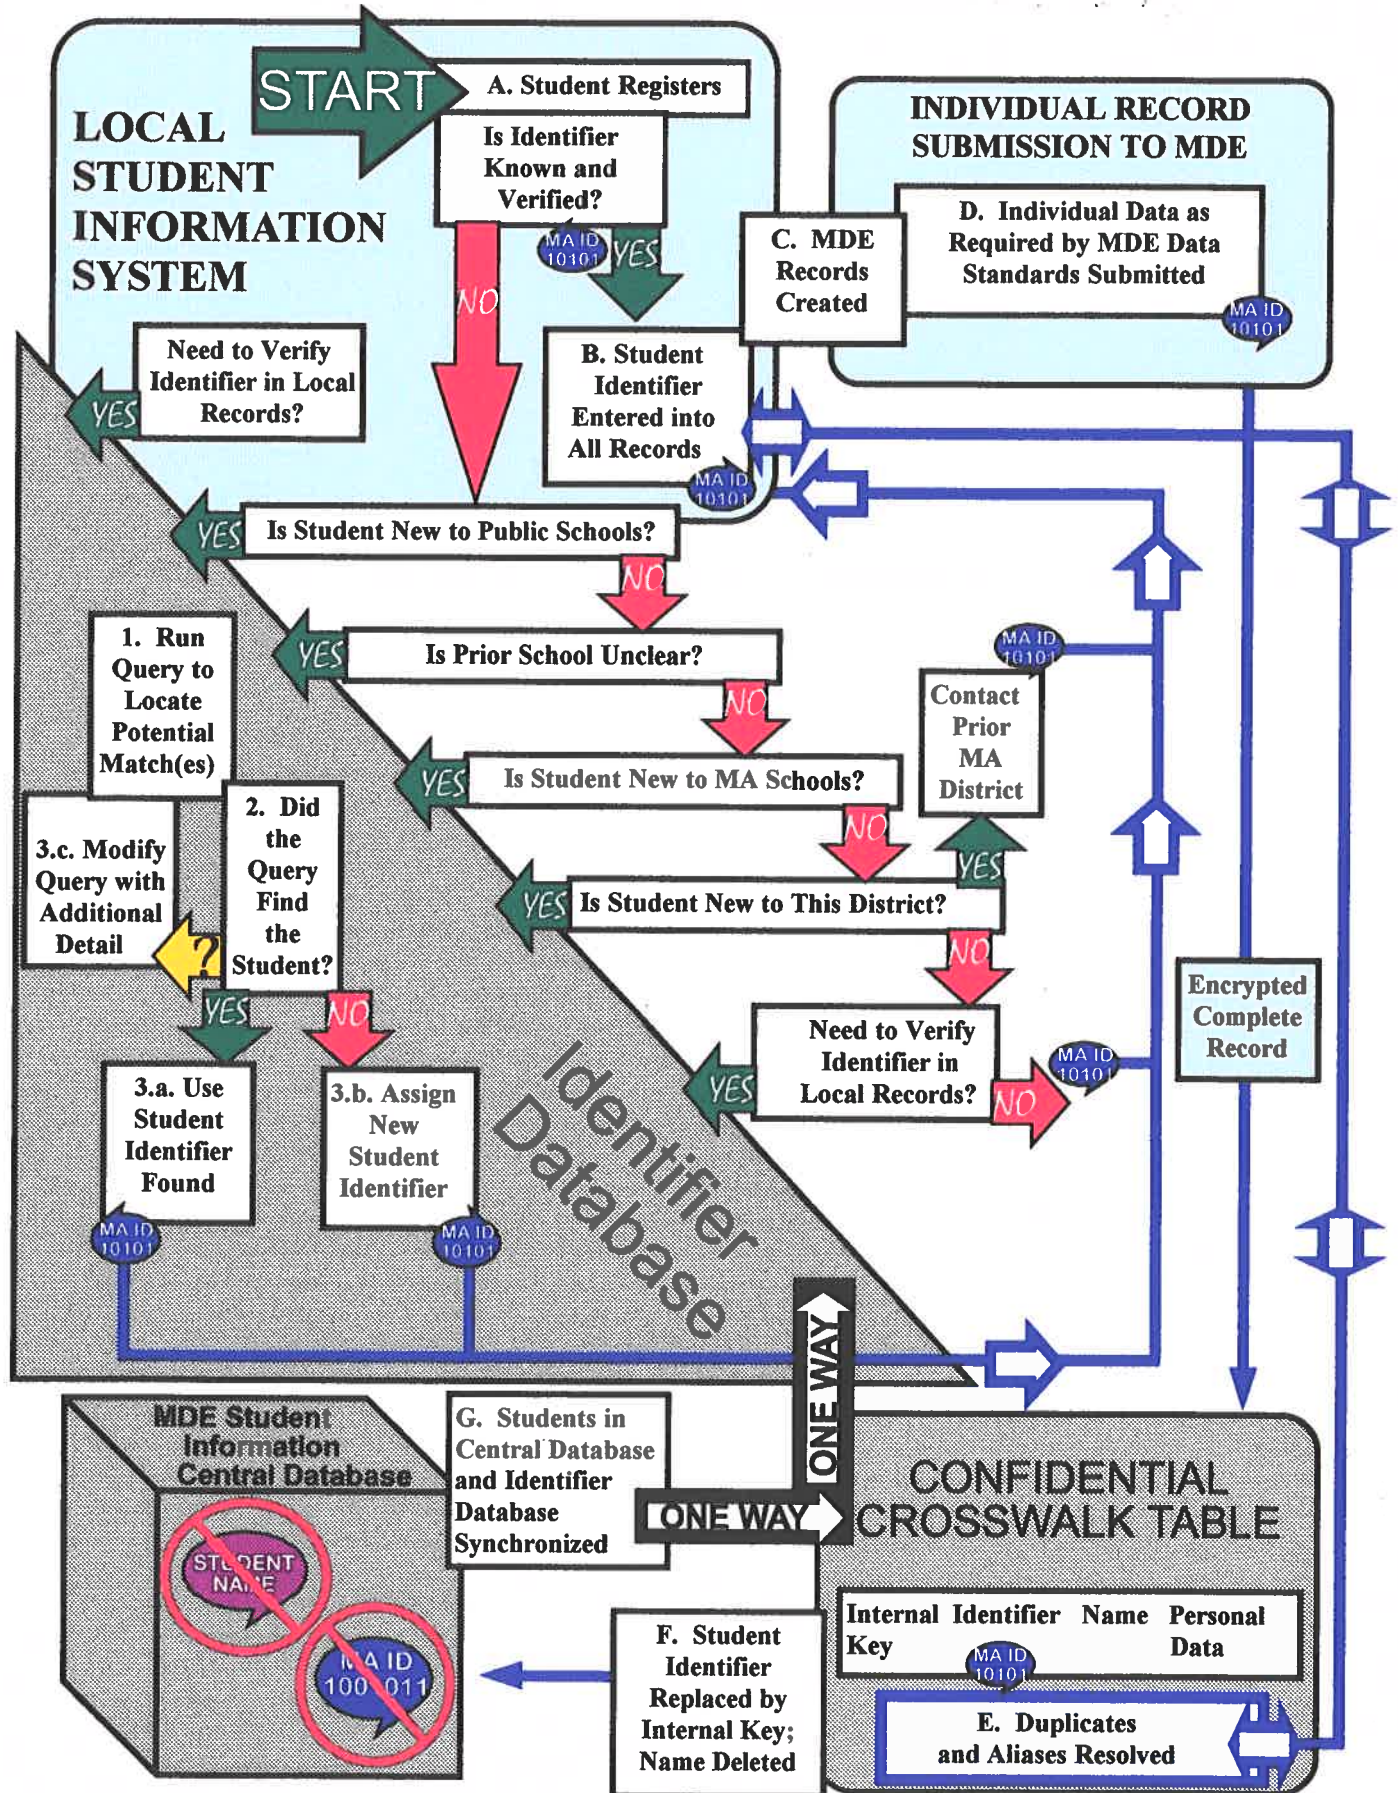 START
A. Student Registers
LOCAL
STUDENT
INFORMATION
SYSTEM
Is Identifier
Known and
Verified?
MA ID
10101
YES
NO
INDIVIDUAL RECORD
SUBMISSION TO MDE
D. Individual Data as
Required by MDE Data
Standards Submitted
MA ID
10101
C. MDE
Records
Created
Need to Verify
Identifier in Local
Records?
YES
B. Student
Identifier
Entered into
All Records
MA ID
10101
Is Student New to Public Schools?
YES
NO
Is Prior School Unclear?
YES
NO
Is Student New to MA Schools?
YES
NO
Contact
Prior
MA
District
MA ID
10101
YES
Is Student New to This District?
YES
NO
Need to Verify
Identifier in
Local Records?
YES
NO
MA ID
10101
Encrypted
Complete
Record
1. Run
Query to
Locate
Potential
Match(es)
2. Did
the
Query
Find
the
Student?
3.c. Modify
Query with
Additional
Detail
?
YES
NO
3.a. Use
Student
Identifier
Found
MA ID
10101
3.b. Assign
New
Student
Identifier
MA ID
10101
Identifier
Database
ONE WAY
MDE Student
Information
Central Database
STUDENT
NAME
MA ID
1001011
G. Students in
Central Database
and Identifier
Database
Synchronized
ONE WAY
CONFIDENTIAL
CROSSWALK TABLE
Internal Identifier Name Personal
Key Data
MA ID
10101
E. Duplicates
and Aliases Resolved
F. Student
Identifier
Replaced by
Internal Key;
Name Deleted